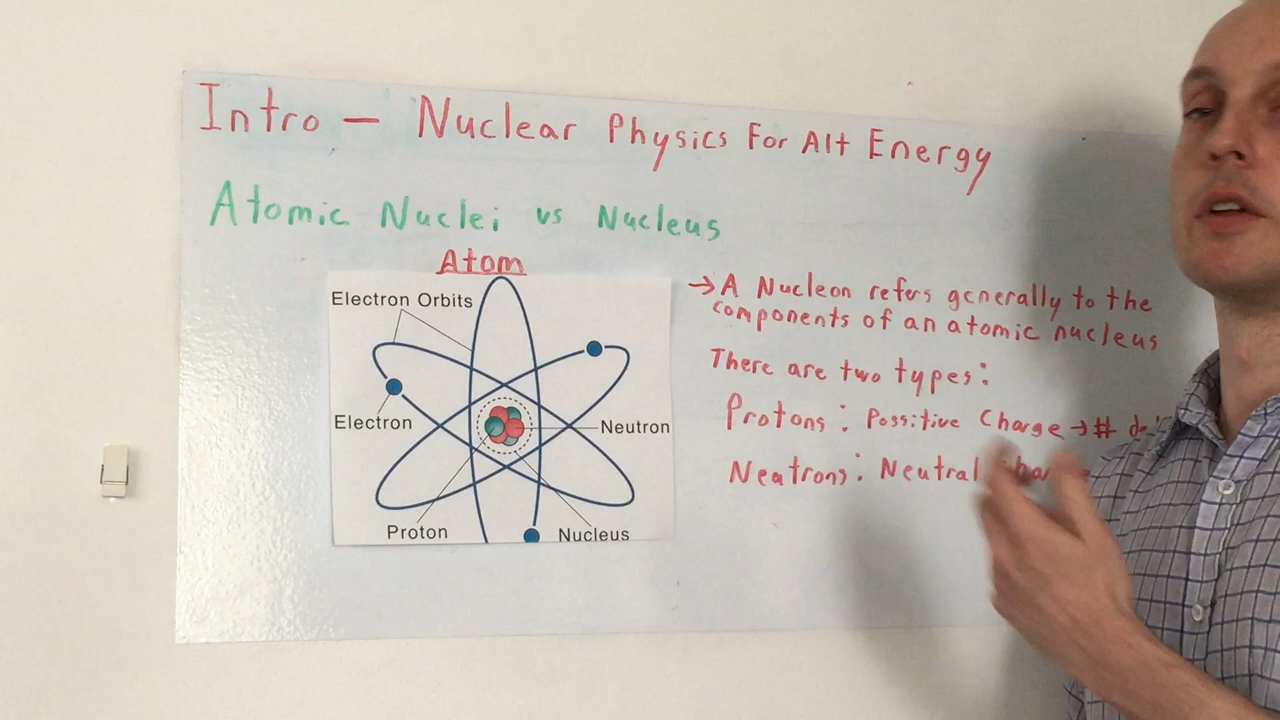 Intro — Nuclear Physics For Alt Energy
Atomic Nuclei vs Nucleus
Atom
Electron Orbits
Electron
Neutron
Proton
Nucleus
→ A Nucleon refers generally to the
components of an atomic nucleus
There are two types:
Protons: Possitive Charge → #
Neatrons: Neutral